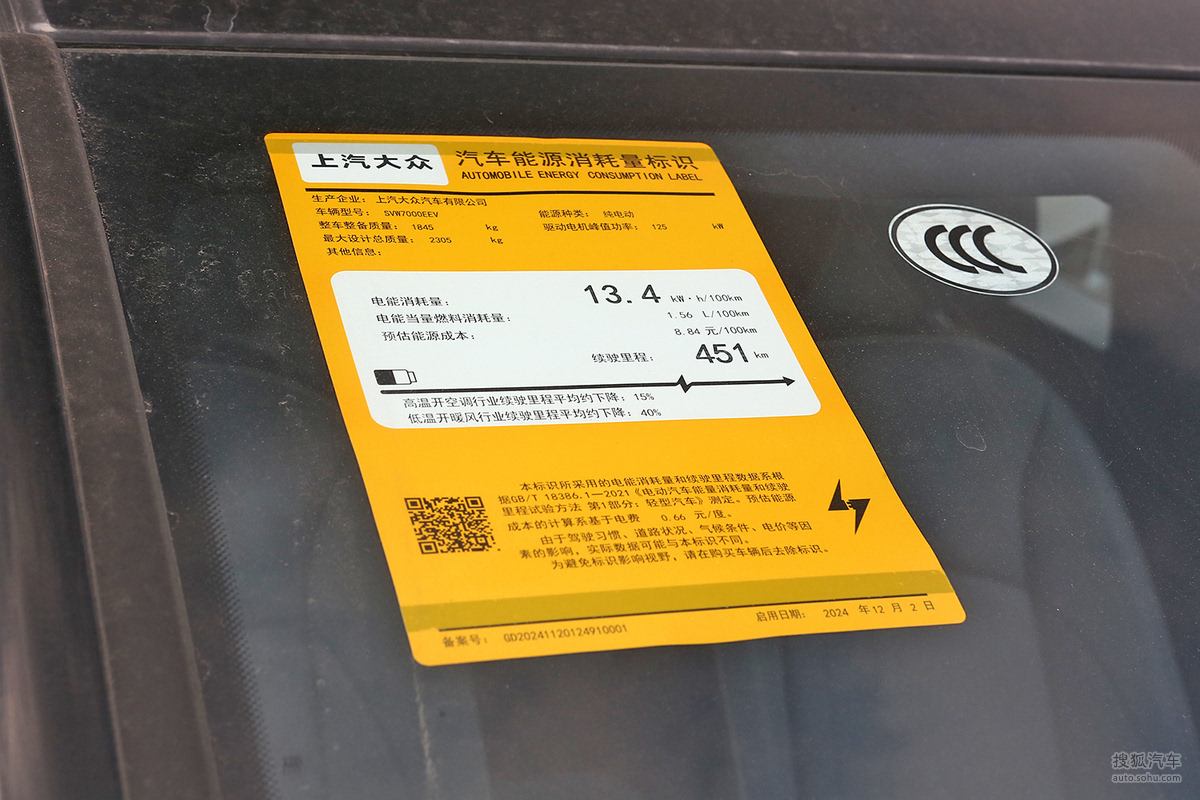 上汽大众
汽车能源消耗量标识
AUTOMOBILE ENERGY CONSUMPTION LABEL
生产企业: 上汽大众汽车有限公司
车辆型号: SVW7000EEV 能源种类: 纯电动
整车整备质量: 1845 kg 驱动电机峰值功率: 125 kW
最大设计总质量: 2305 kg
其他信息:
电能消耗量: 13.4 kW·h/100km
电能当量燃料消耗量: 1.56 L/100km
预估能源成本: 8.84 元/100km
续驶里程: 451 km
高温开空调行业续驶里程平均约下降: 15%
低温开暖风行业续驶里程平均约下降: 40%
本标识所采用的电能消耗量和续驶里程数据系根
据GB/T 18386.1—2021《电动汽车能量消耗量和续驶
里程试验方法 第1部分: 轻型汽车》测定。预估能源
成本的计算系基于电费 0.66 元/度。
由于驾驶习惯、道路状况、气候条件、电价等因
素的影响, 实际数据可能与本标识不同。
为避免标识影响视野, 请在购买车辆后去除标识。
备案号: GD20241120124910001 启用日期: 2024 年 12 月 2 日
CCC
搜狐汽车
auto.sohu.com